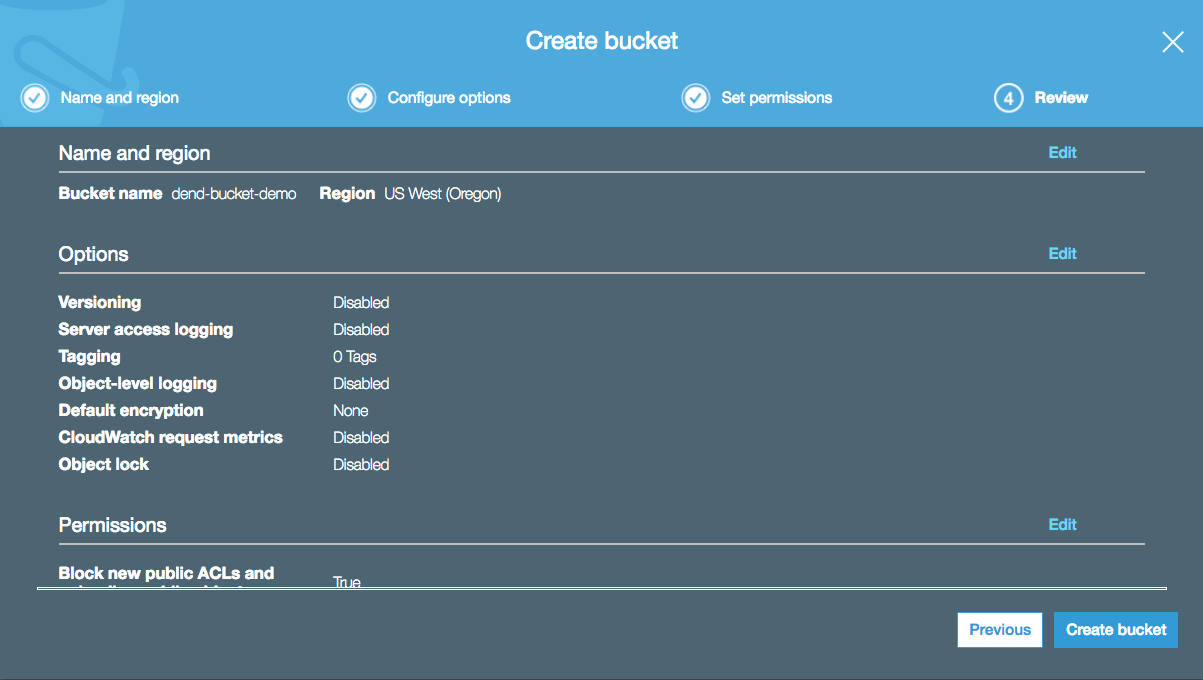 Create bucket
Name and region
Configure options
Set permissions
4 Review
Name and region Edit
Bucket name dend-bucket-demo Region US West (Oregon)
Options Edit
Versioning Disabled
Server access logging Disabled
Tagging 0 Tags
Object-level logging Disabled
Default encryption None
CloudWatch request metrics Disabled
Object lock Disabled
Permissions Edit
Block new public ACLs and True
Previous Create bucket